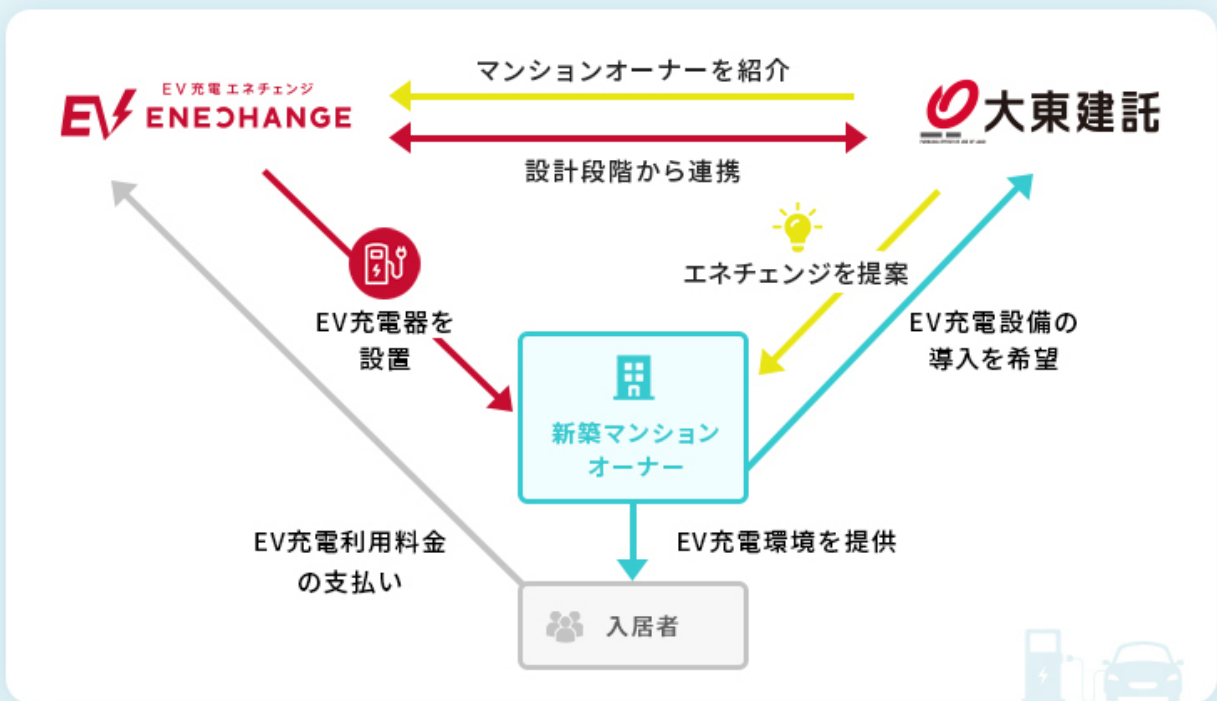 マンションオーナーを紹介
EV充電 エネチェンジ
EV ENECHANGE
大東建託
設計段階から連携
エネチェンジを提案
EV充電器を
設置
EV充電設備の
導入を希望
新築マンション
オーナー
EV充電利用料金
の支払い
EV充電環境を提供
入居者